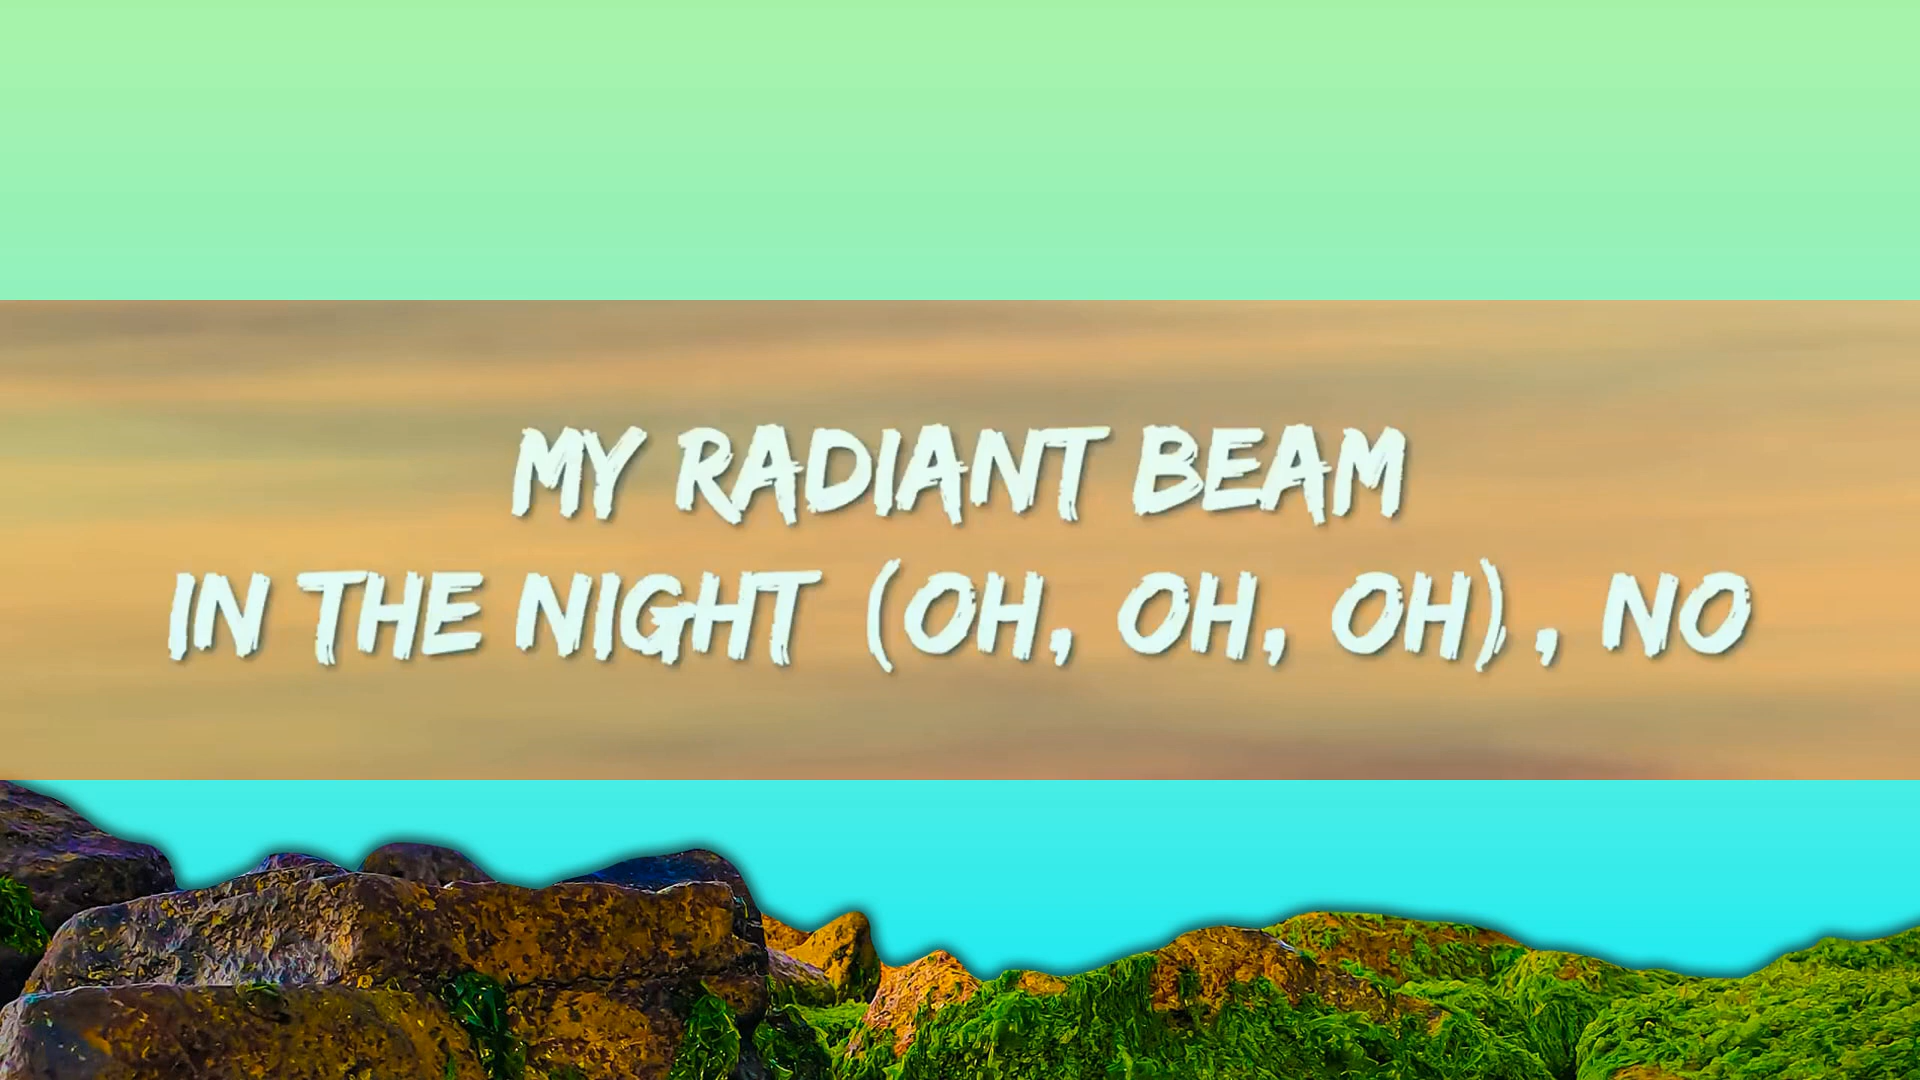 MY RADIANT BEAM
IN THE NIGHT (OH, OH, OH), NO